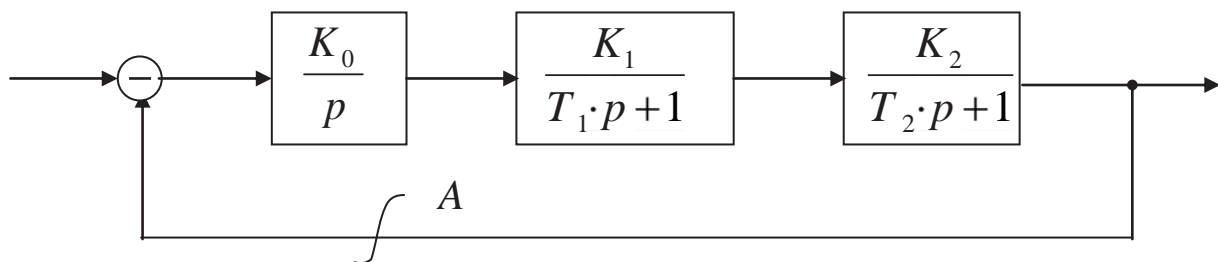 −
K₀ / p
K₁ / T₁·p+1
K₂ / T₂·p+1
A